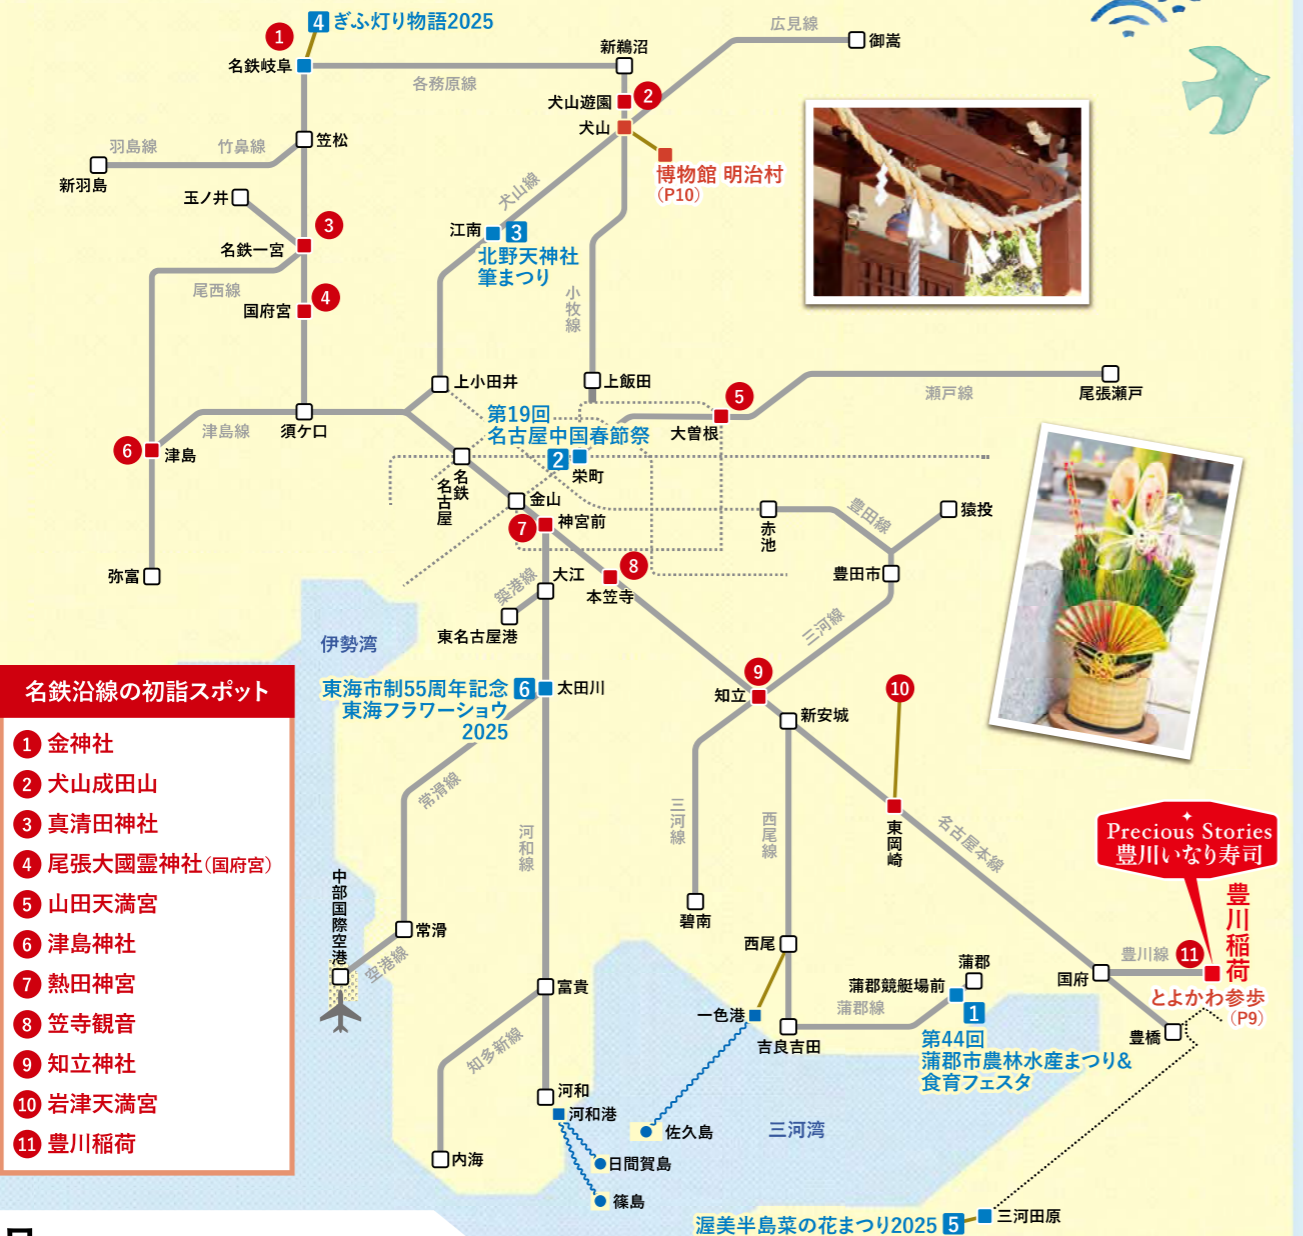 4 ぎふ灯り物語2025
1
名鉄岐阜
各務原線
新鵜沼
広見線
御嵩
犬山遊園
2
犬山
博物館 明治村
(P10)
羽島線
竹鼻線
笠松
新羽島
玉ノ井
犬山線
3
名鉄一宮
江南
3
北野天神社
筆まつり
尾西線
4
国府宮
小牧線
上小田井
上飯田
瀬戸線
尾張瀬戸
5
大曽根
第19回
名古屋中国春節祭
2
栄町
津島線
須ケ口
6
津島
名鉄名古屋
金山
7
神宮前
赤池
豊田線
猿投
弥富
大江
築港線
8
本笠寺
豊田市
東名古屋港
三河線
伊勢湾
東海市制55周年記念
東海フラワーショウ
2025
6
太田川
9
知立
新安城
10
名鉄沿線の初詣スポット
1 金神社
2 犬山成田山
3 真清田神社
4 尾張大國霊神社(国府宮)
5 山田天満宮
6 津島神社
7 熱田神宮
8 笠寺観音
9 知立神社
10 岩津天満宮
11 豊川稲荷
常滑線
河和線
三河線
西尾線
東岡崎
名古屋本線
Precious Stories
豊川いなり寿司
豊川稲荷
中部国際空港
常滑
空港線
碧南
西尾
富貴
一色港
吉良吉田
蒲郡線
蒲郡競艇場前
蒲郡
1
第44回
蒲郡市農林水産まつり&
食育フェスタ
国府
豊川線
11
とよかわ参歩
(P9)
豊橋
知多新線
河和
河和港
内海
佐久島
日間賀島
篠島
三河湾
渥美半島菜の花まつり2025 5
三河田原